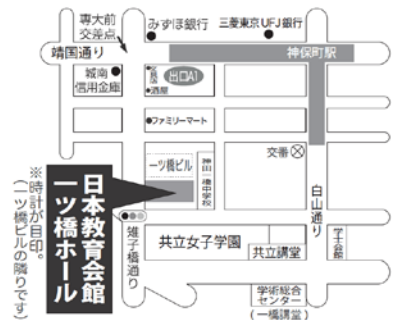 専大前
交差点
みずほ銀行
三菱東京UFJ銀行
靖国通り
神保町駅
城南
信用金庫
出口A1
酒屋
ファミリーマート
一ツ橋ビル
神田一橋中学校
交番
白山通り
日本教育会館
一ツ橋ホール
※時計が目印。
(一ツ橋ビルの隣りです)
雉子橋通り
共立女子学園
共立講堂
学士会館
学術総合
センター
(一橋講堂)